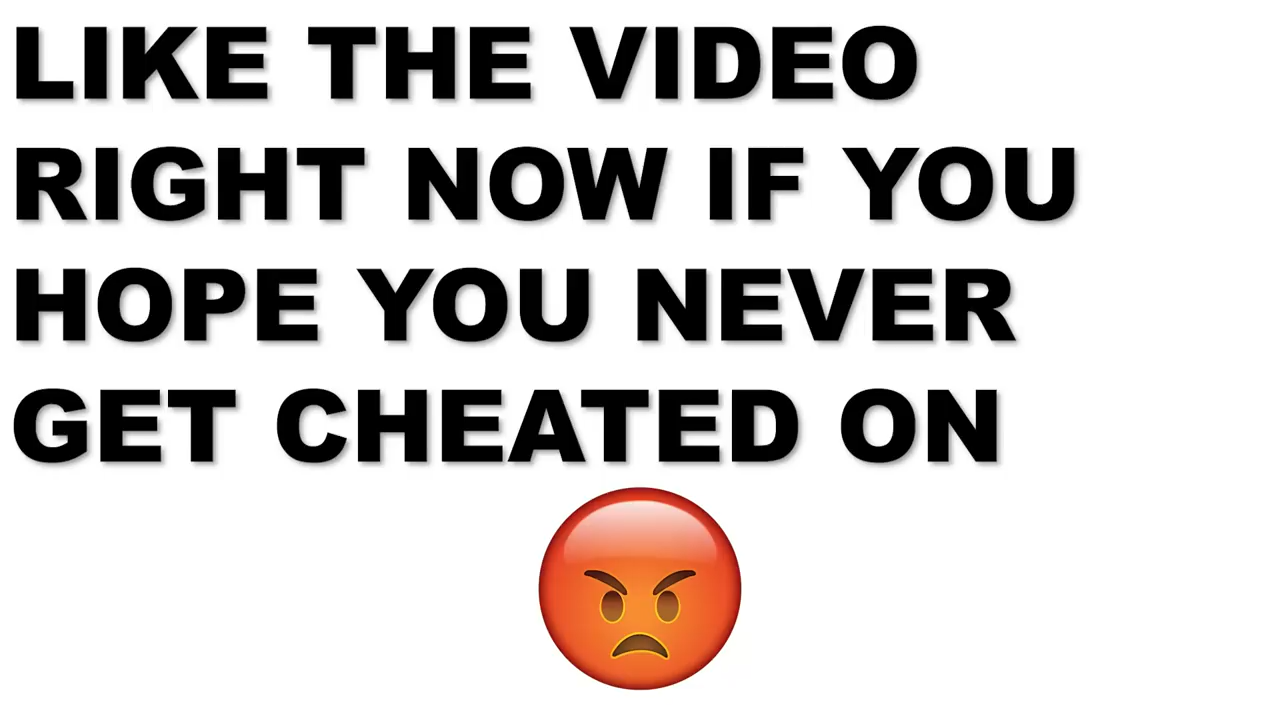 LIKE THE VIDEO
RIGHT NOW IF YOU
HOPE YOU NEVER
GET CHEATED ON